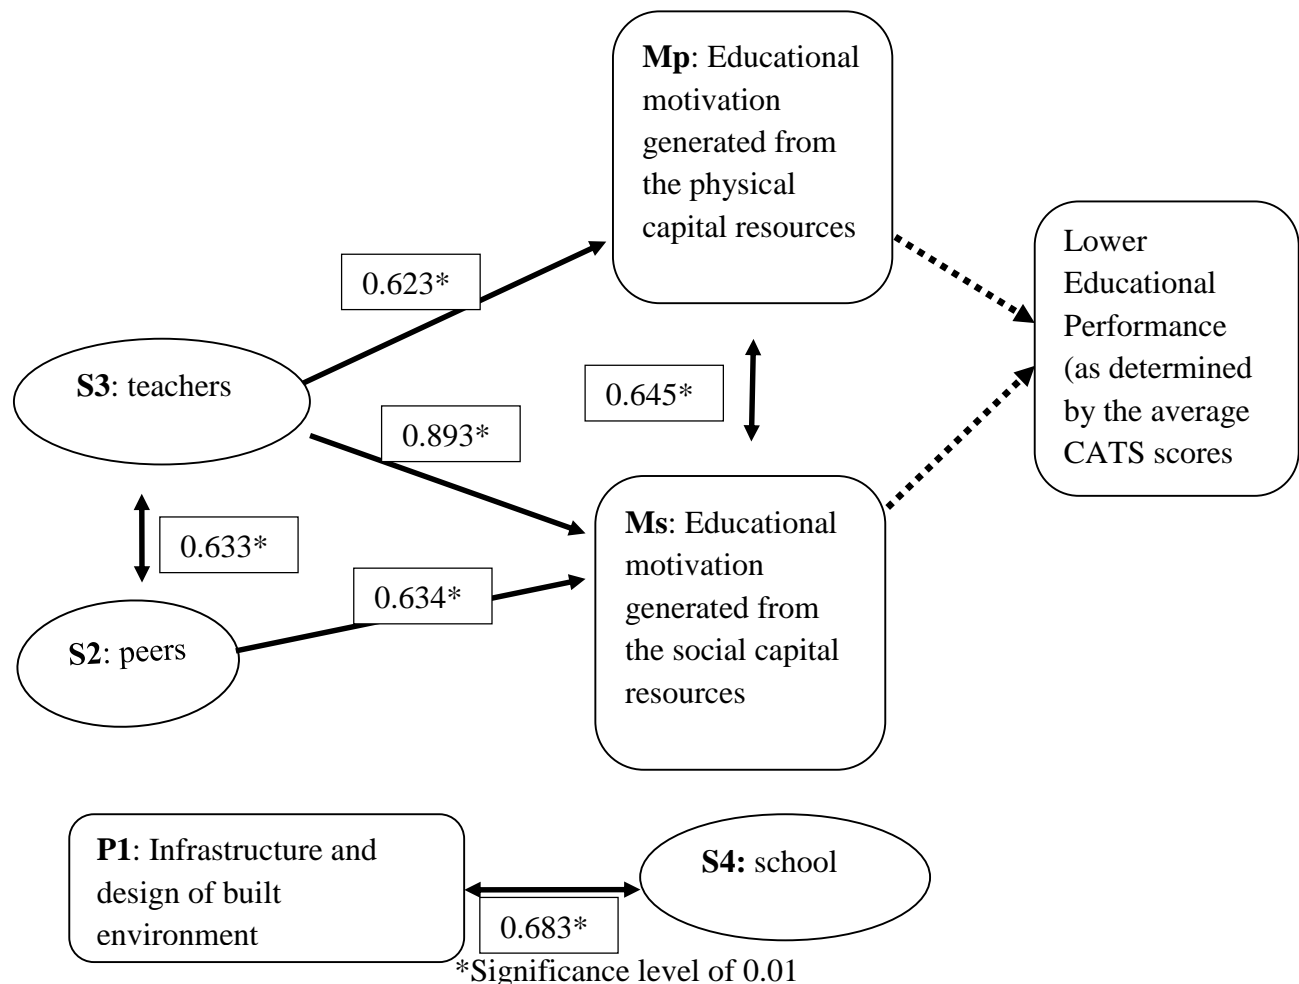 Mp: Educational
motivation
generated from
the physical
capital resources
Lower
Educational
Performance
(as determined
by the average
CATS scores
0.623*
S3: teachers
0.645*
0.893*
Ms: Educational
motivation
generated from
the social capital
resources
0.633*
0.634*
S2: peers
P1: Infrastructure and
design of built
environment
S4: school
0.683*
*Significance level of 0.01